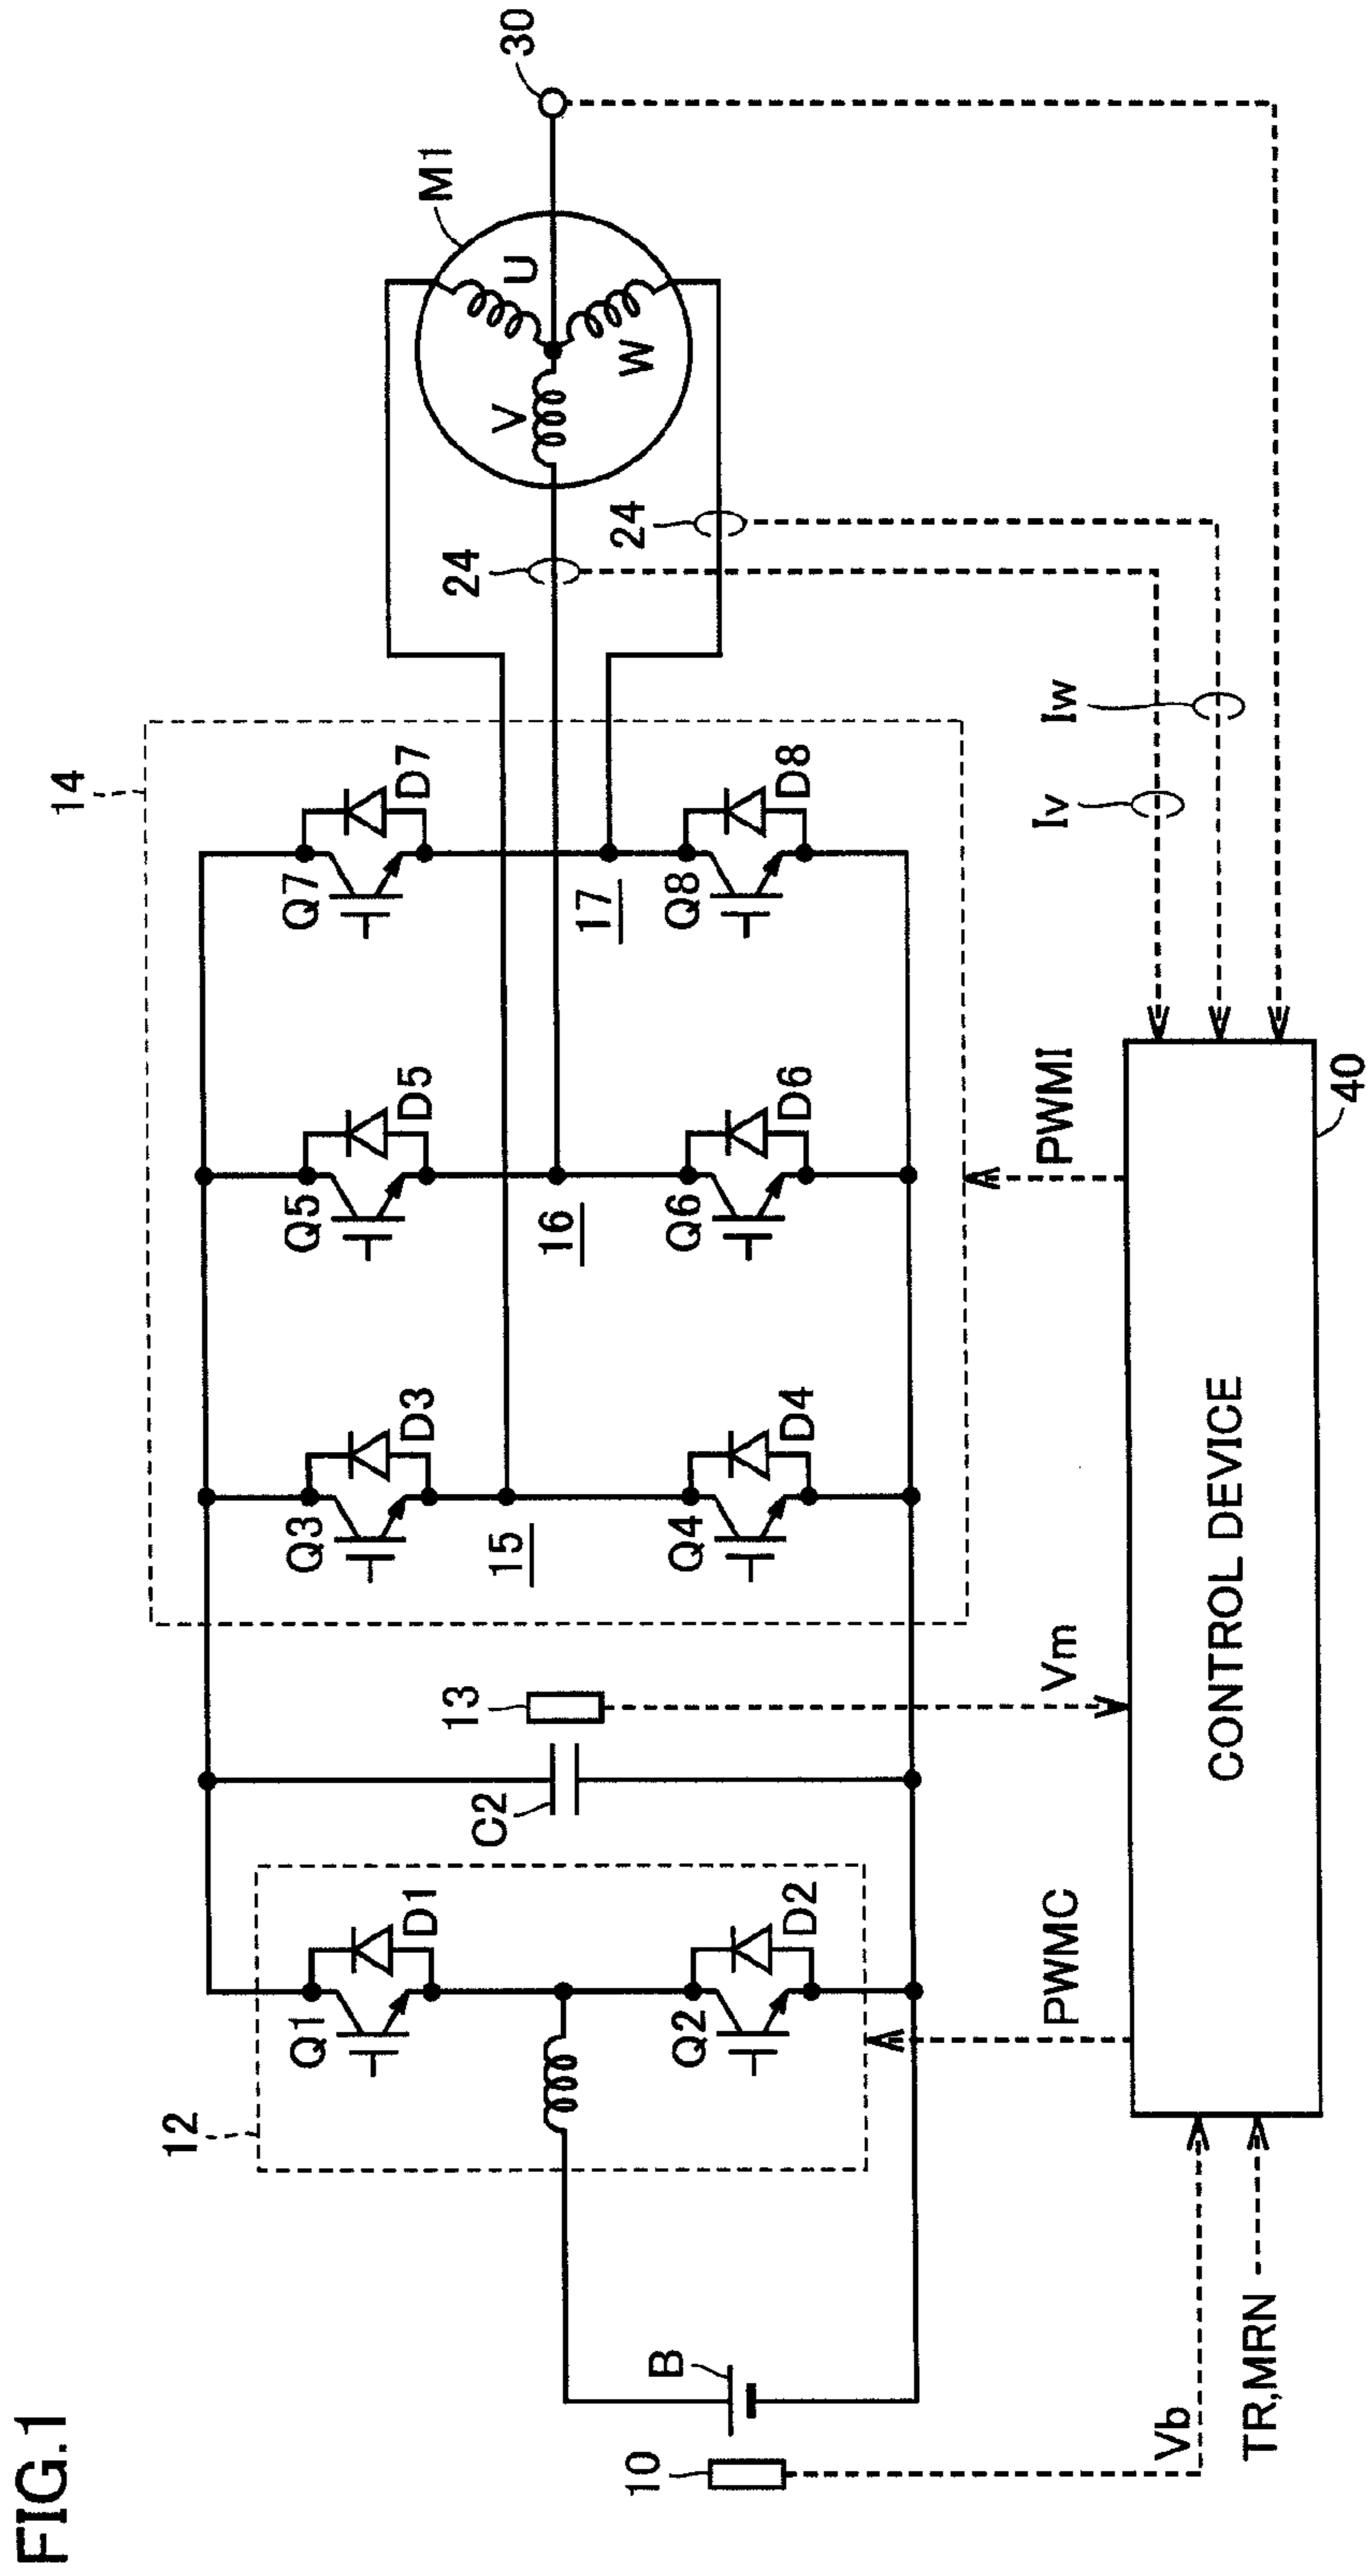 FIG.1
14
12
Q1
D1
Q3
D3
Q5
D5
Q7
D7
M1
30
U
V
W
C2
13
15
16
17
24
24
B
10
Q2
D2
Q4
D4
Q6
D6
Q8
D8
Vb
TR,MRN
PWMC
Vm
PWMI
Iv
Iw
CONTROL DEVICE
40